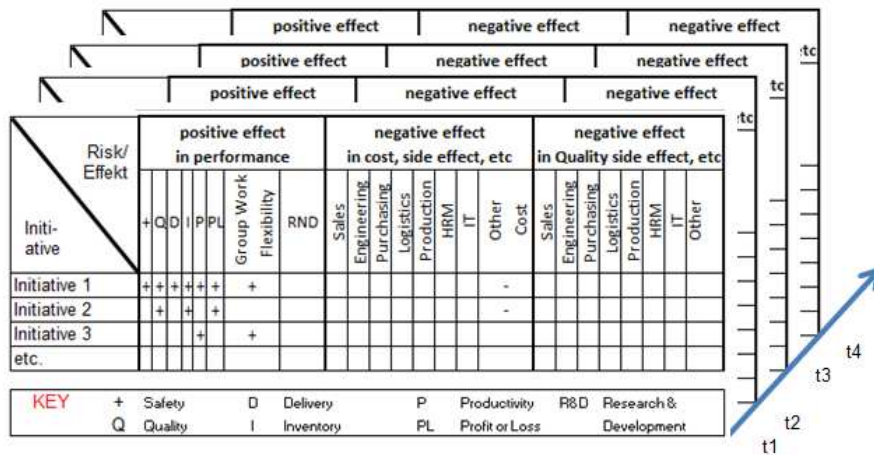 positive effect negative effect negative effect
etc
positive effect negative effect negative effect
tc
positive effect negative effect negative effect
etc
Risk/ Effekt
Initi- ative
positive effect in performance
negative effect in cost, side effect, etc
negative effect in Quality side effect, etc
+ Q D I P PL Group Work Flexibility RND Sales Engineering Purchasing Logistics Production HRM IT Other Cost Sales Engineering Purchasing Logistics Production HRM IT Other
Initiative 1 + + + + + + + -
Initiative 2 + + + -
Initiative 3 + +
etc.
KEY + Safety D Delivery P Productivity R&D Research &
Q Quality I Inventory PL Profit or Loss Development
t1
t2
t3
t4